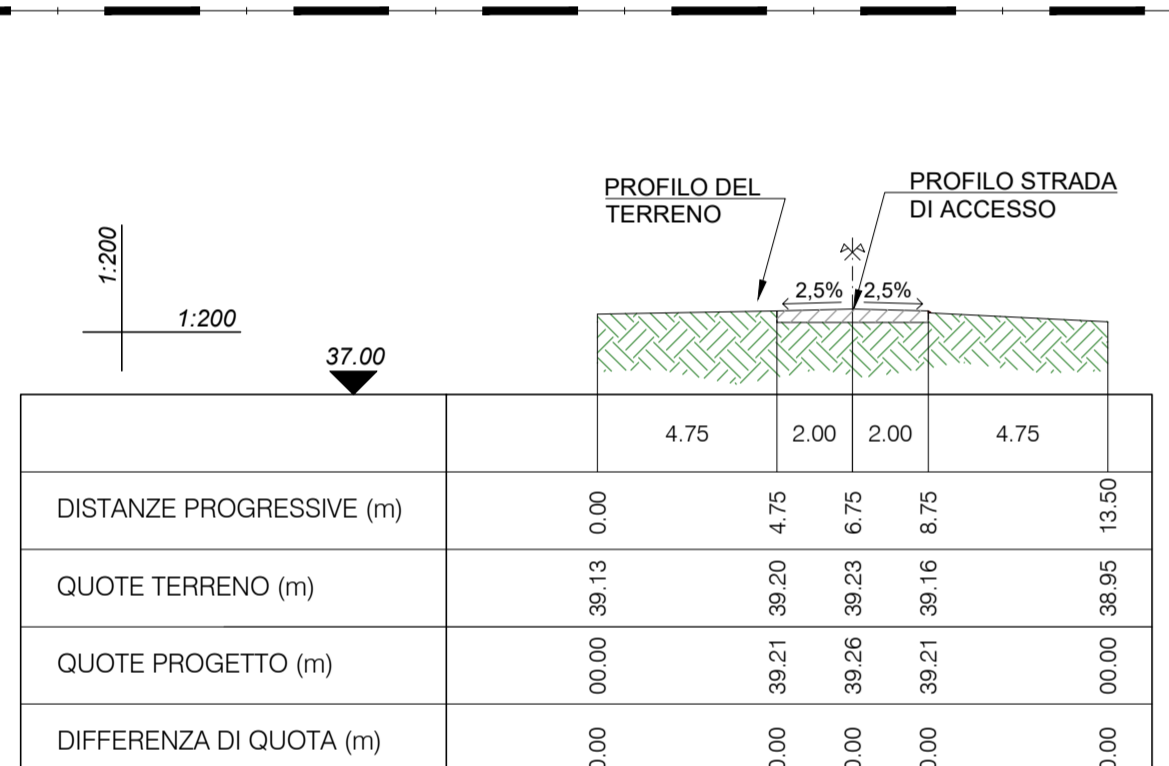 PROFILO DEL
TERRENO
PROFILO STRADA
DI ACCESSO
1:200
1:200
2,5% 2,5%
37.00
4.75 2.00 2.00 4.75
DISTANZE PROGRESSIVE (m) 0.00 4.75 6.75 8.75 13.50
QUOTE TERRENO (m) 39.13 39.20 39.23 39.16 38.95
QUOTE PROGETTO (m) 00.00 39.21 39.26 39.21 00.00
DIFFERENZA DI QUOTA (m)